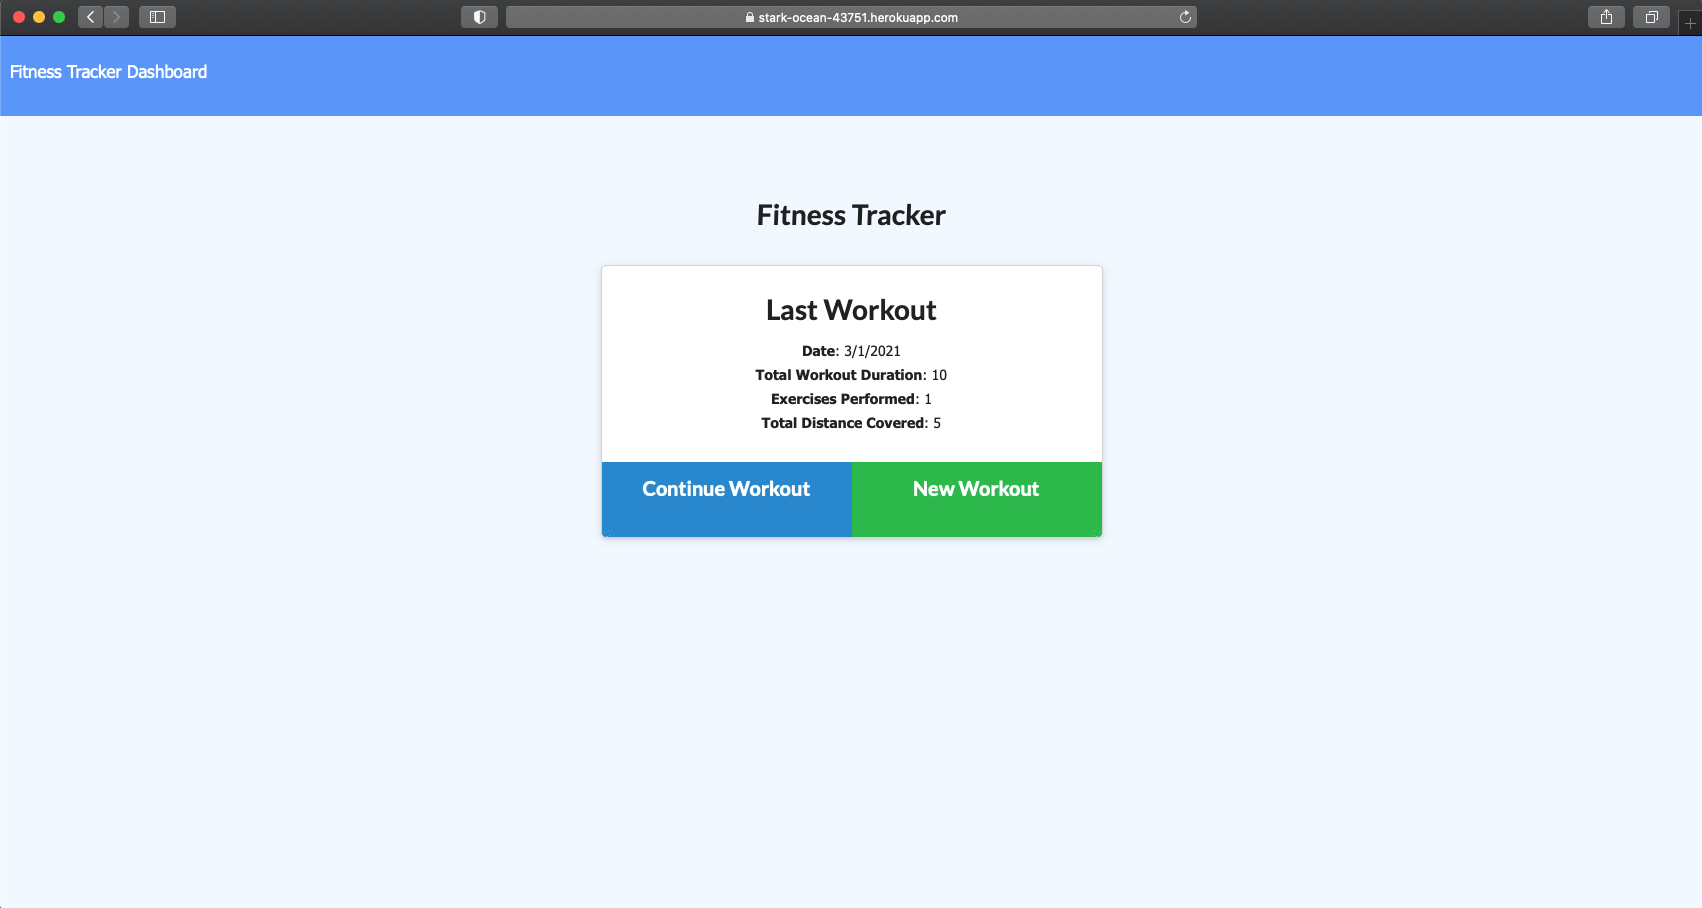 stark-ocean-43751.herokuapp.com
Fitness Tracker Dashboard
Fitness Tracker
Last Workout
Date: 3/1/2021
Total Workout Duration: 10
Exercises Performed: 1
Total Distance Covered: 5
Continue Workout New Workout